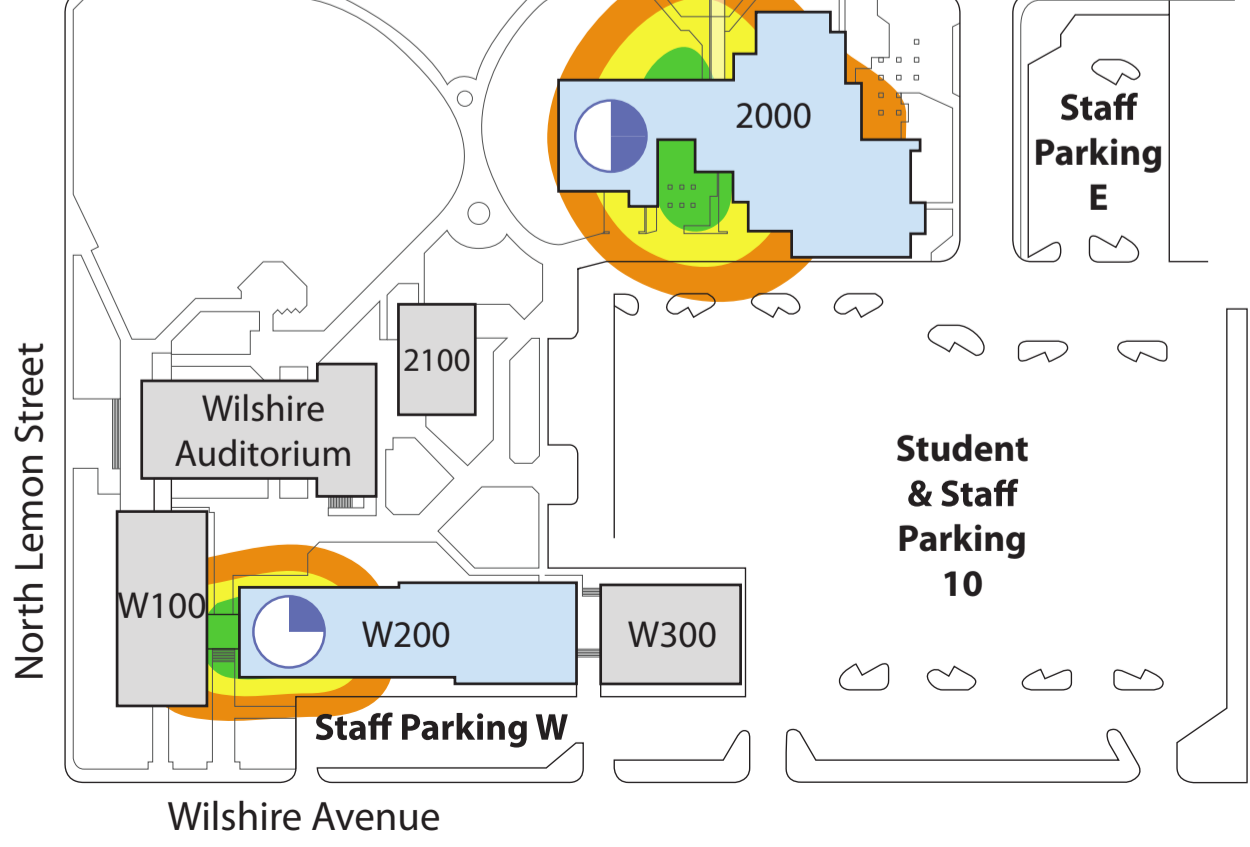 2000
Staff
Parking
E
2100
Wilshire
Auditorium
North Lemon Street
Student
& Staff
Parking
10
W100
W200
W300
Staff Parking W
Wilshire Avenue